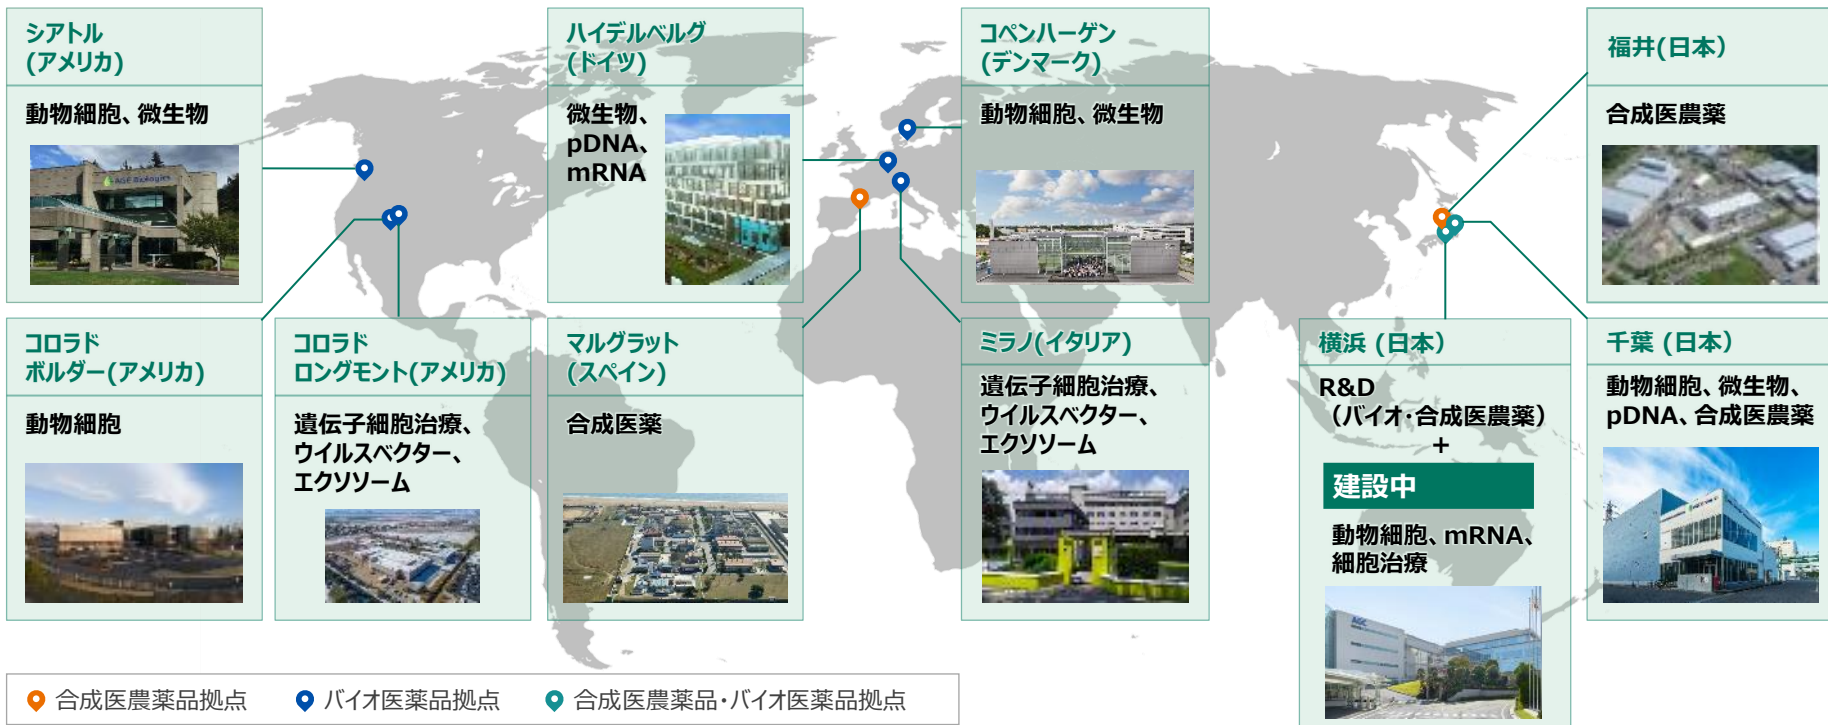 シアトル
(アメリカ)
動物細胞、微生物
AGC Biologics
ハイデルベルグ
(ドイツ)
微生物、
pDNA、
mRNA
コペンハーゲン
(デンマーク)
動物細胞、微生物
福井(日本)
合成医農薬
コロラド
ボルダー(アメリカ)
動物細胞
コロラド
ロングモント(アメリカ)
遺伝子細胞治療、
ウイルスベクター、
エクソソーム
マルグラット
(スペイン)
合成医薬
ミラノ(イタリア)
遺伝子細胞治療、
ウイルスベクター、
エクソソーム
横浜 (日本)
R&D
(バイオ・合成医農薬)
+
建設中
動物細胞、mRNA、
細胞治療
AGC
千葉 (日本)
動物細胞、微生物、
pDNA、合成医農薬
合成医農薬品拠点
バイオ医薬品拠点
合成医農薬品・バイオ医薬品拠点